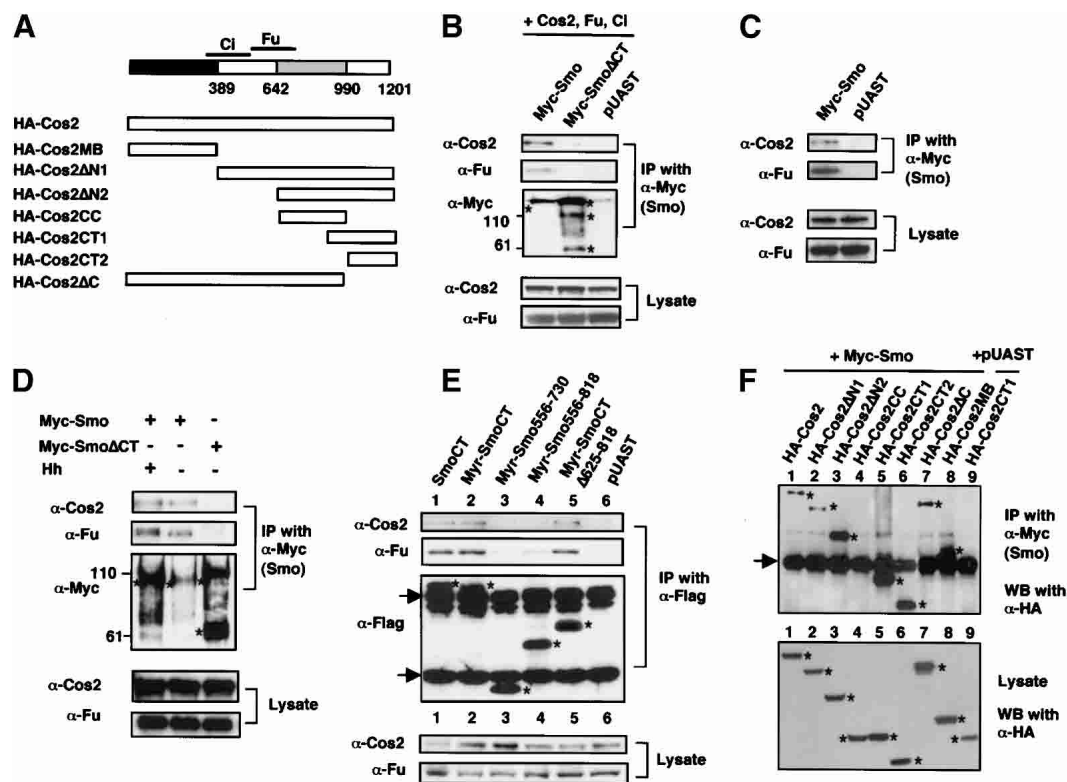 A
Ci
Fu
389 642 990 1201
HA-Cos2
HA-Cos2MB
HA-Cos2ΔN1
HA-Cos2ΔN2
HA-Cos2CC
HA-Cos2CT1
HA-Cos2CT2
HA-Cos2ΔC
B
+ Cos2, Fu, Ci
Myc-Smo
Myc-SmoΔCT
pUAST
α-Cos2
α-Fu
α-Myc
110
61
IP with
α-Myc
(Smo)
α-Cos2
α-Fu
Lysate
C
Myc-Smo
pUAST
α-Cos2
α-Fu
IP with
α-Myc
(Smo)
α-Cos2
α-Fu
Lysate
D
Myc-Smo + + -
Myc-SmoΔCT - - +
Hh + - -
α-Cos2
α-Fu
α-Myc
110
61
IP with
α-Myc
(Smo)
α-Cos2
α-Fu
Lysate
E
SmoCT
Myr-SmoCT
Myr-Smo556-730
Myr-Smo556-818
Myr-SmoCT
Δ625-818
pUAST
1 2 3 4 5 6
α-Cos2
α-Fu
α-Flag
IP with
α-Flag
1 2 3 4 5 6
α-Cos2
α-Fu
Lysate
F
+ Myc-Smo
+pUAST
HA-Cos2
HA-Cos2ΔN1
HA-Cos2ΔN2
HA-Cos2CC
HA-Cos2CT1
HA-Cos2CT2
HA-Cos2ΔC
HA-Cos2MB
HA-Cos2CT1
1 2 3 4 5 6 7 8 9
IP with
α-Myc
(Smo)
WB with
α-HA
1 2 3 4 5 6 7 8 9
Lysate
WB with
α-HA